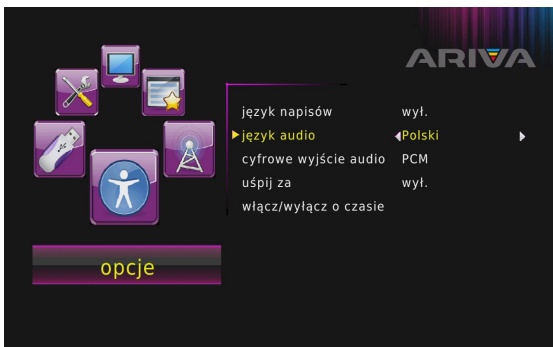 ARIVA
język napisów wył.
język audio Polski
cyfrowe wyjście audio PCM
uśpij za wył.
włącz/wyłącz o czasie
opcje